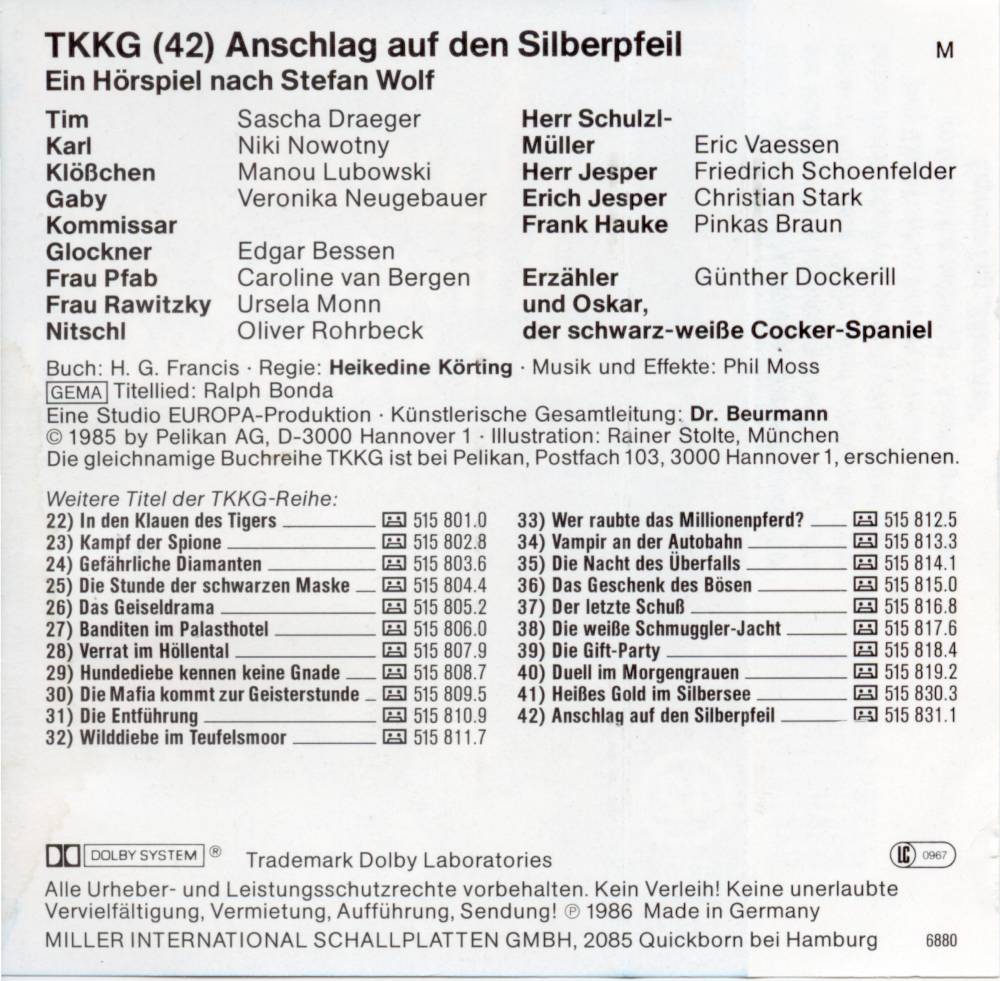 TKKG (42) Anschlag auf den Silberpfeil
M
Ein Hörspiel nach Stefan Wolf
Tim Sascha Draeger
Karl Niki Nowotny
Klößchen Manou Lubowski
Gaby Veronika Neugebauer
Kommissar
Glockner Edgar Bessen
Frau Pfab Caroline van Bergen
Frau Rawitzky Ursela Monn
Nitschl Oliver Rohrbeck
Herr Schulzl-
Müller Eric Vaessen
Herr Jesper Friedrich Schoenfelder
Erich Jesper Christian Stark
Frank Hauke Pinkas Braun
Erzähler Günther Dockerill
und Oskar,
der schwarz-weiße Cocker-Spaniel
Buch: H. G. Francis · Regie: Heikedine Körting · Musik und Effekte: Phil Moss
GEMA Titellied: Ralph Bonda
Eine Studio EUROPA-Produktion · Künstlerische Gesamtleitung: Dr. Beurmann
© 1985 by Pelikan AG, D-3000 Hannover 1 · Illustration: Rainer Stolte, München
Die gleichnamige Buchreihe TKKG ist bei Pelikan, Postfach 103, 3000 Hannover 1, erschienen.
Weitere Titel der TKKG-Reihe:
22) In den Klauen des Tigers 515 801.0
23) Kampf der Spione 515 802.8
24) Gefährliche Diamanten 515 803.6
25) Die Stunde der schwarzen Maske 515 804.4
26) Das Geiseldrama 515 805.2
27) Banditen im Palasthotel 515 806.0
28) Verrat im Höllental 515 807.9
29) Hundediebe kennen keine Gnade 515 808.7
30) Die Mafia kommt zur Geisterstunde 515 809.5
31) Die Entführung 515 810.9
32) Wilddiebe im Teufelsmoor 515 811.7
33) Wer raubte das Millionenpferd? 515 812.5
34) Vampir an der Autobahn 515 813.3
35) Die Nacht des Überfalls 515 814.1
36) Das Geschenk des Bösen 515 815.0
37) Der letzte Schuß 515 816.8
38) Die weiße Schmuggler-Jacht 515 817.6
39) Die Gift-Party 515 818.4
40) Duell im Morgengrauen 515 819.2
41) Heißes Gold im Silbersee 515 830.3
42) Anschlag auf den Silberpfeil 515 831.1
DOLBY SYSTEM ® Trademark Dolby Laboratories
LC 0967
Alle Urheber- und Leistungsschutzrechte vorbehalten. Kein Verleih! Keine unerlaubte
Vervielfältigung, Vermietung, Aufführung, Sendung! ℗ 1986 Made in Germany
MILLER INTERNATIONAL SCHALLPLATTEN GMBH, 2085 Quickborn bei Hamburg 6880